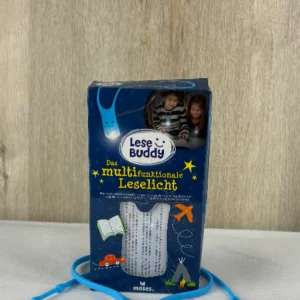 Lese
Buddy
Das
multifunktionale
Leselicht
moses.